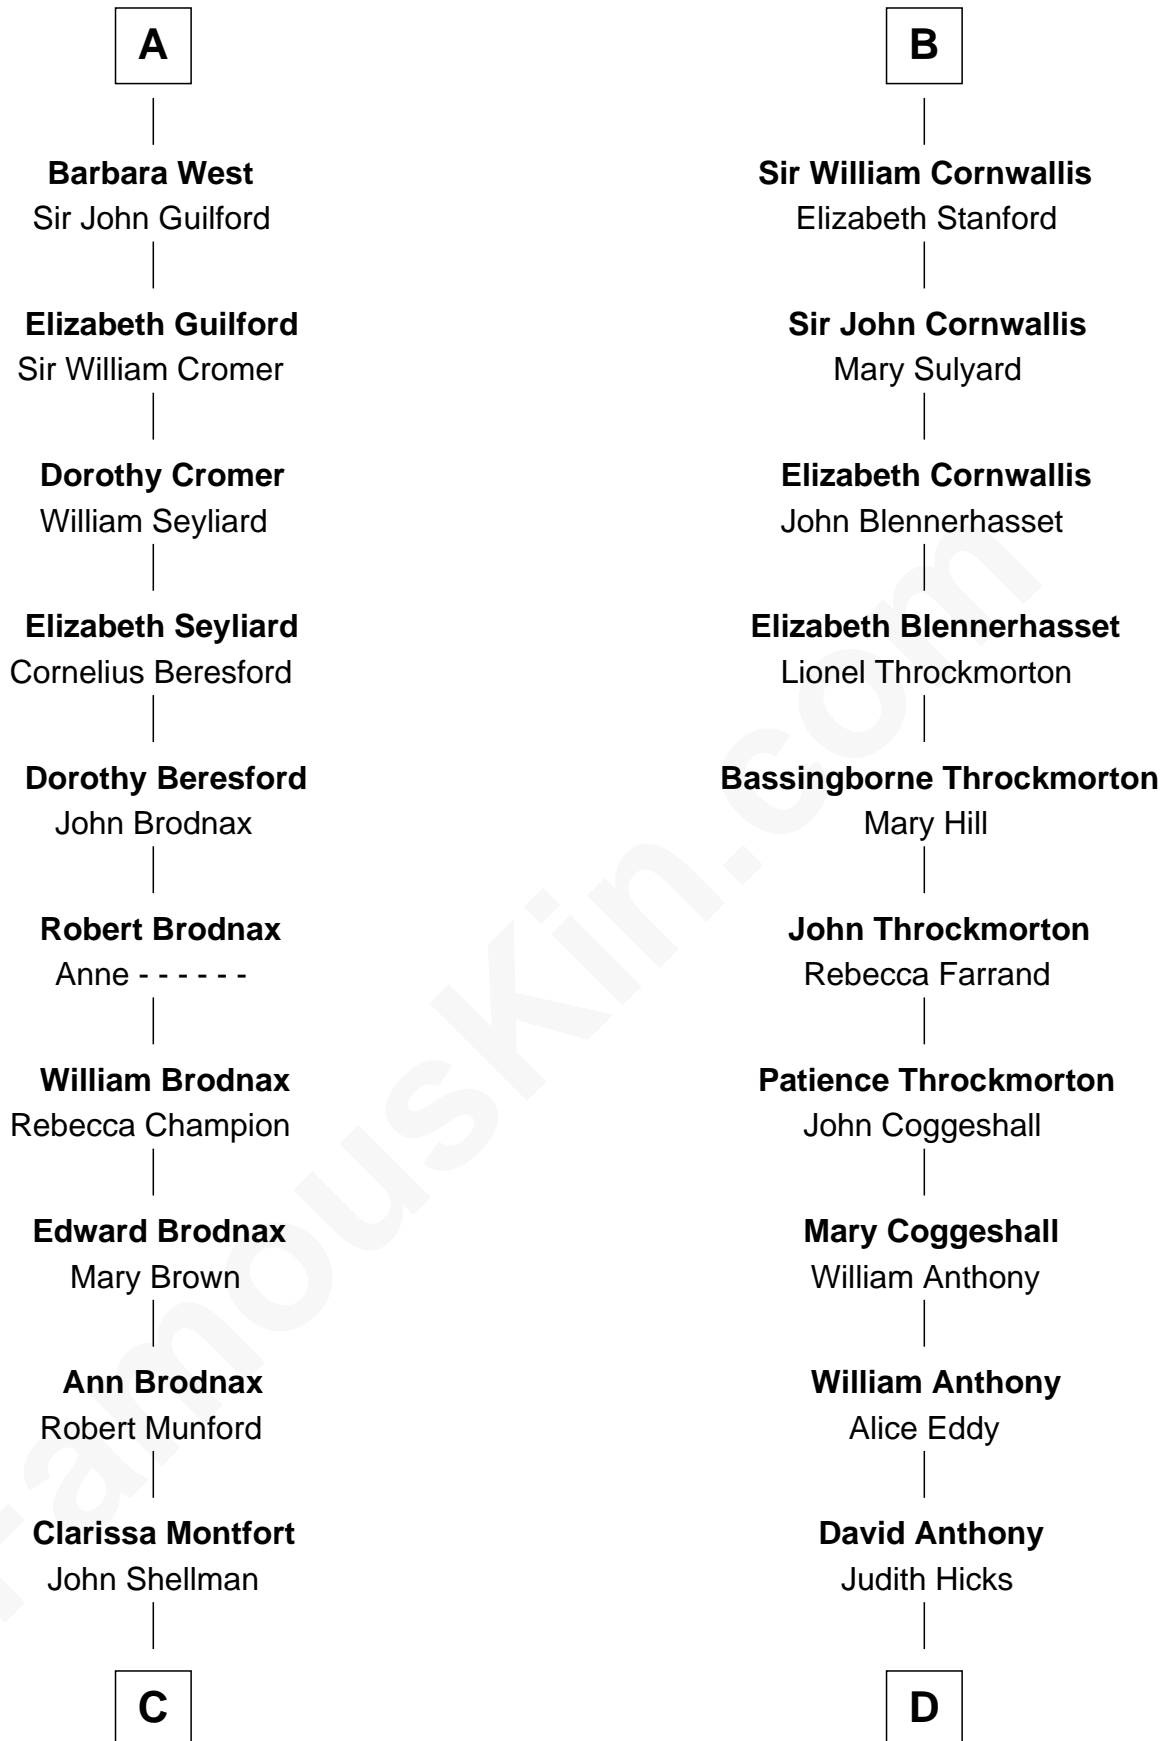 A
Barbara West
Sir John Guilford
Elizabeth Guilford
Sir William Cromer
Dorothy Cromer
William Seyliard
Elizabeth Seyliard
Cornelius Beresford
Dorothy Beresford
John Brodnax
Robert Brodnax
Anne - - - - - -
William Brodnax
Rebecca Champion
Edward Brodnax
Mary Brown
Ann Brodnax
Robert Munford
Clarissa Montfort
John Shellman
C
B
Sir William Cornwallis
Elizabeth Stanford
Sir John Cornwallis
Mary Sulyard
Elizabeth Cornwallis
John Blennerhasset
Elizabeth Blennerhasset
Lionel Throckmorton
Bassingborne Throckmorton
Mary Hill
John Throckmorton
Rebecca Farrand
Patience Throckmorton
John Coggeshall
Mary Coggeshall
William Anthony
William Anthony
Alice Eddy
David Anthony
Judith Hicks
D
FamousKin.com